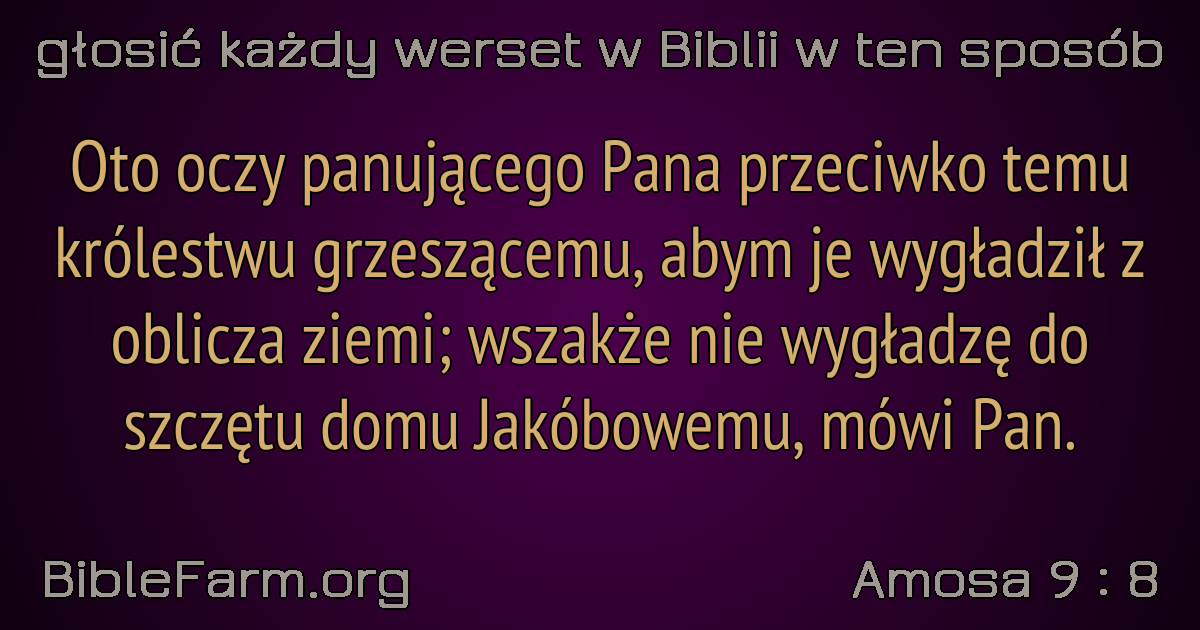 głosić każdy werset w Biblii w ten sposób
Oto oczy panującego Pana przeciwko temu
królestwu grzeszącemu, abym je wygładził z
oblicza ziemi; wszakże nie wygładzę do
szczętu domu Jakóbowemu, mówi Pan.
BibleFarm.org
Amosa 9 : 8